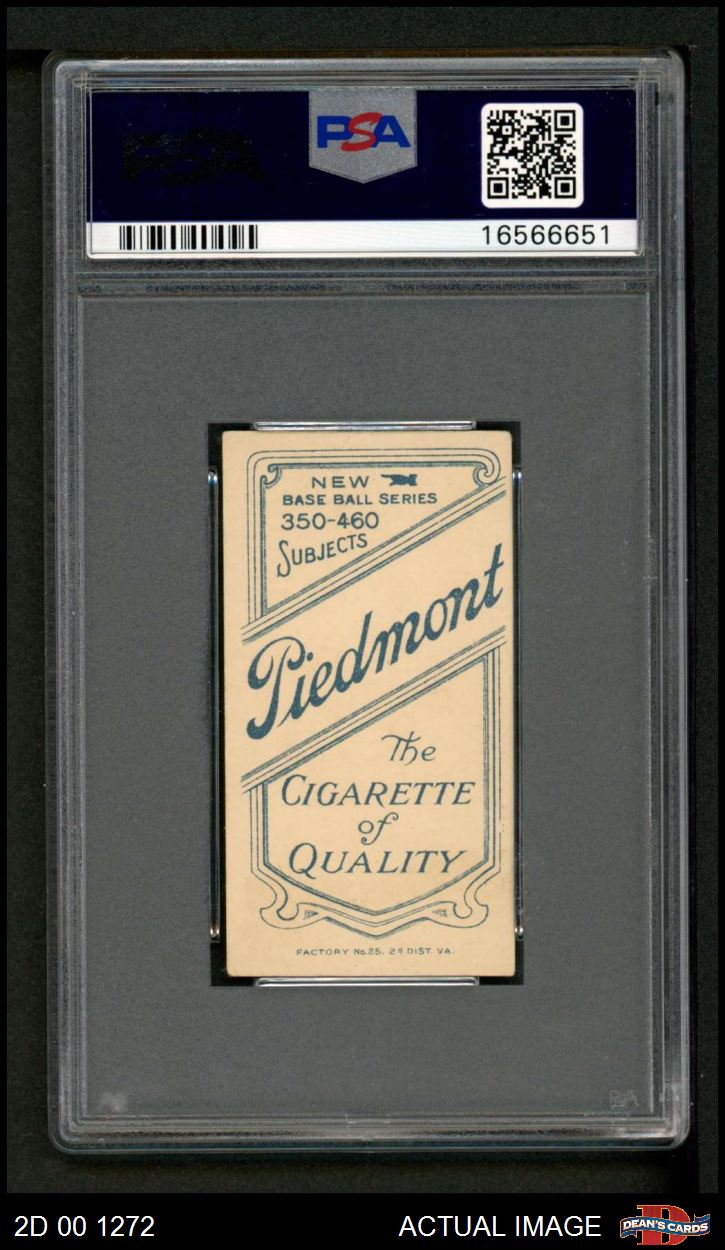 PSA
16566651
NEW
BASE BALL SERIES
350-460
SUBJECTS
Piedmont
The
CIGARETTE
of
QUALITY
FACTORY No.25, 2d DIST. VA.
2D 00 1272
ACTUAL IMAGE
DEAN'S CARDS